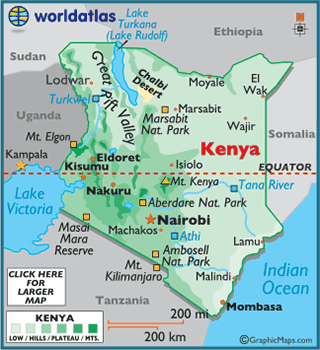 worldatlas
Lake
Turkana
(Lake Rudolf)
Ethiopia
N
Sudan
Lodwar
Great Rift Valley
Chalbi
Desert
Moyale
El
Wak
Turkwel
Marsabit
Marsabit
Nat. Park
Uganda
Wajir
Mt. Elgon
Kenya
Somalia
Kampala
Eldoret
Kisumu
Isiolo
EQUATOR
Nakuru
Mt. Kenya
Tana River
Lake
Victoria
Aberdare Nat. Park
Nairobi
Masai
Mara
Reserve
Machakos
Athi
Lamu
Ambosell
Nat. Park
CLICK HERE
FOR
LARGER
MAP
Mt.
Kilimanjaro
Malindi
Indian
Ocean
Tanzania
Mombasa
KENYA
LOW / HILLS / PLATEAU / MTS.
200 mi
200 km
©GraphicMaps.com